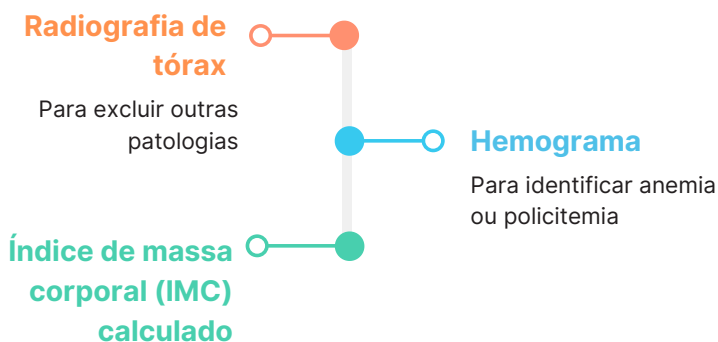 Radiografia de
tórax
Para excluir outras
patologias
Hemograma
Para identificar anemia
ou policitemia
Índice de massa
corporal (IMC)
calculado